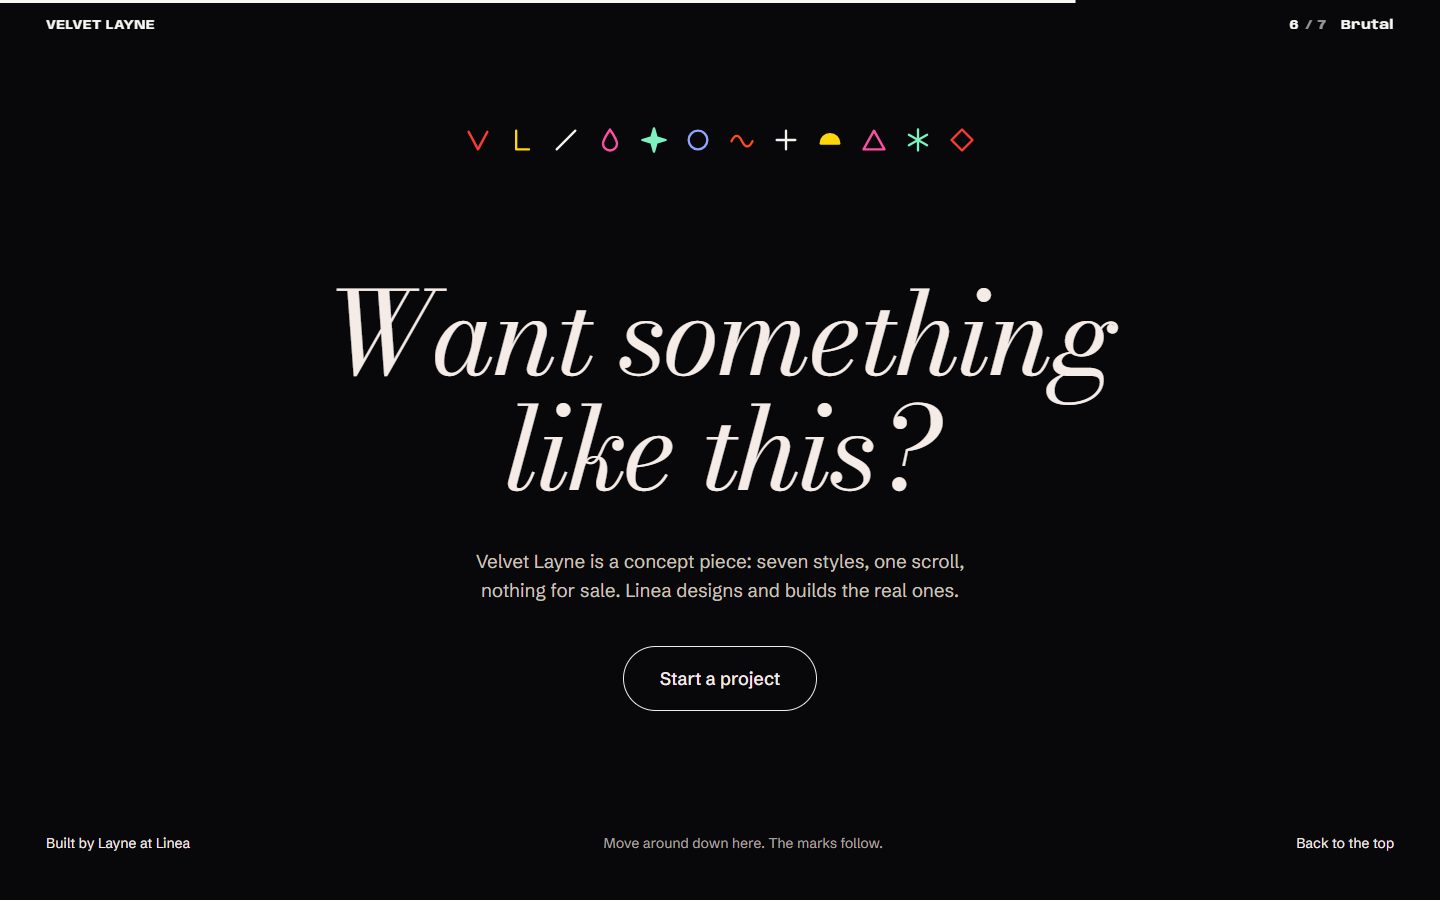 VELVET LAYNE
6 / 7 Brutal
Want something
like this?
Velvet Layne is a concept piece: seven styles, one scroll,
nothing for sale. Linea designs and builds the real ones.
Start a project
Built by Layne at Linea
Move around down here. The marks follow.
Back to the top